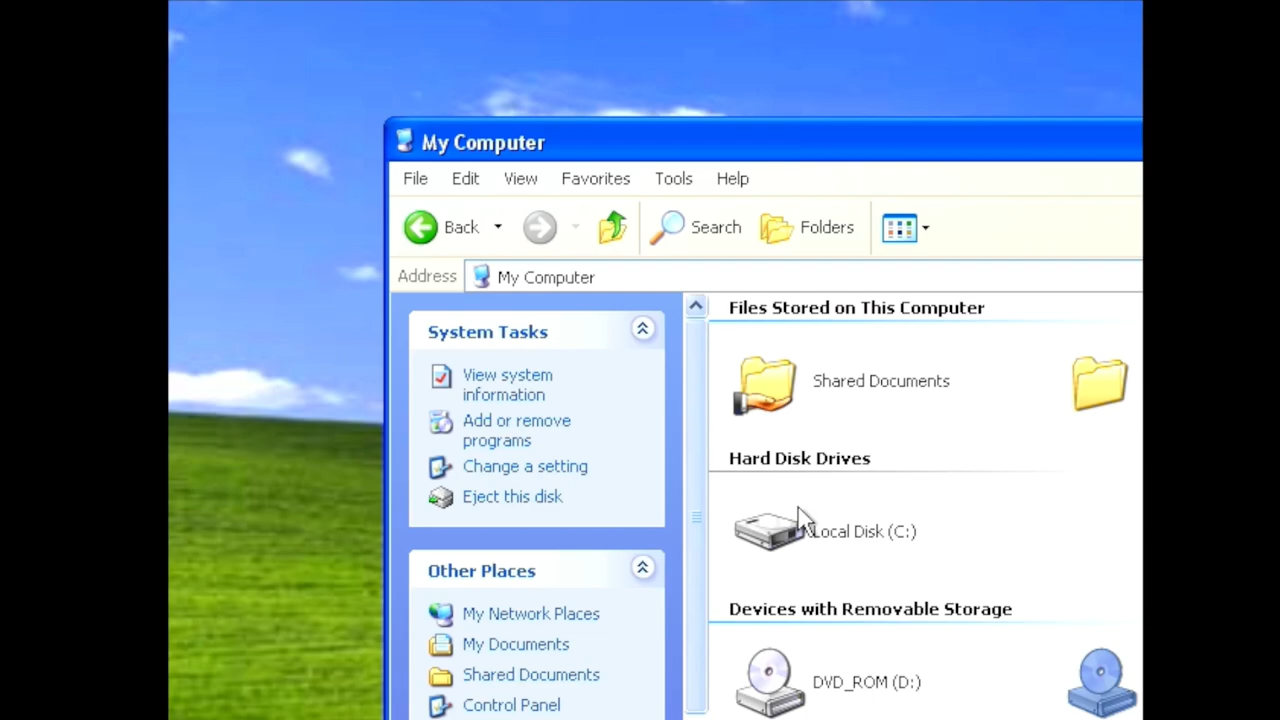 My Computer
File Edit View Favorites Tools Help
Back Search Folders
Address My Computer
System Tasks
View system
information
Add or remove
programs
Change a setting
Eject this disk
Other Places
My Network Places
My Documents
Shared Documents
Control Panel
Files Stored on This Computer
Shared Documents
Hard Disk Drives
Local Disk (C:)
Devices with Removable Storage
DVD_ROM (D:)